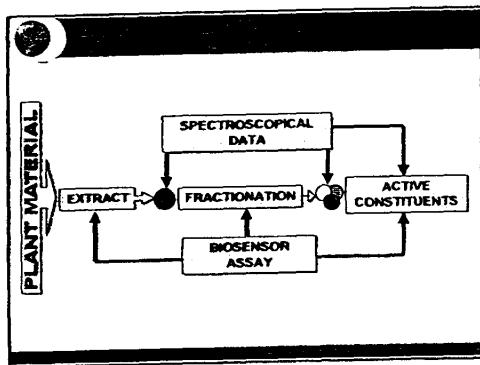 SPECTROSCOPICAL
DATA
PLANT MATERIAL
EXTRACT
FRACTIONATION
ACTIVE
CONSTITUENTS
BIOSENSOR
ASSAY